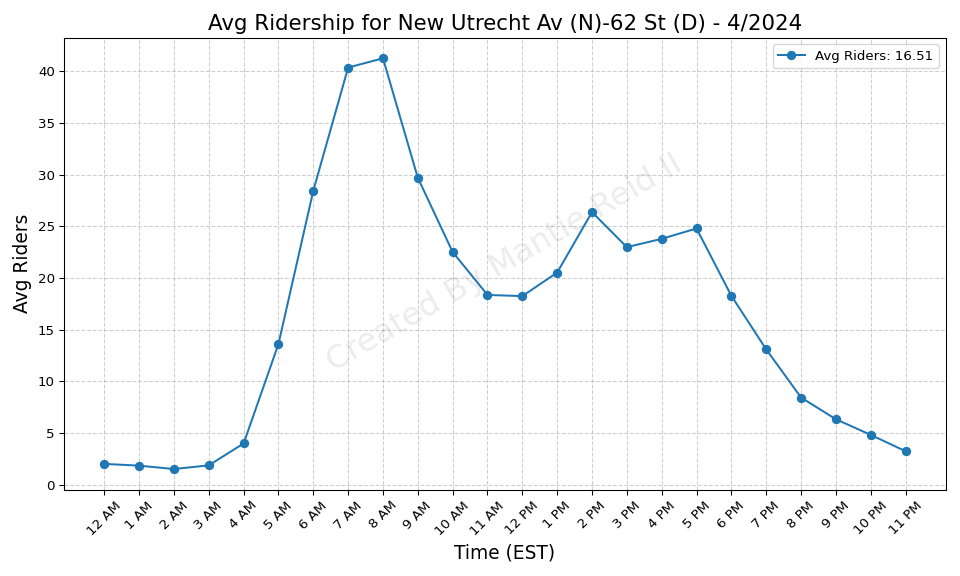 Avg Ridership for New Utrecht Av (N)-62 St (D) - 4/2024
Avg Riders: 16.51
40
35
30
25
20
15
10
5
0
Avg Riders
Created By Mantie Reid II
12 AM
1 AM
2 AM
3 AM
4 AM
5 AM
6 AM
7 AM
8 AM
9 AM
10 AM
11 AM
12 PM
1 PM
2 PM
3 PM
4 PM
5 PM
6 PM
7 PM
8 PM
9 PM
10 PM
11 PM
Time (EST)